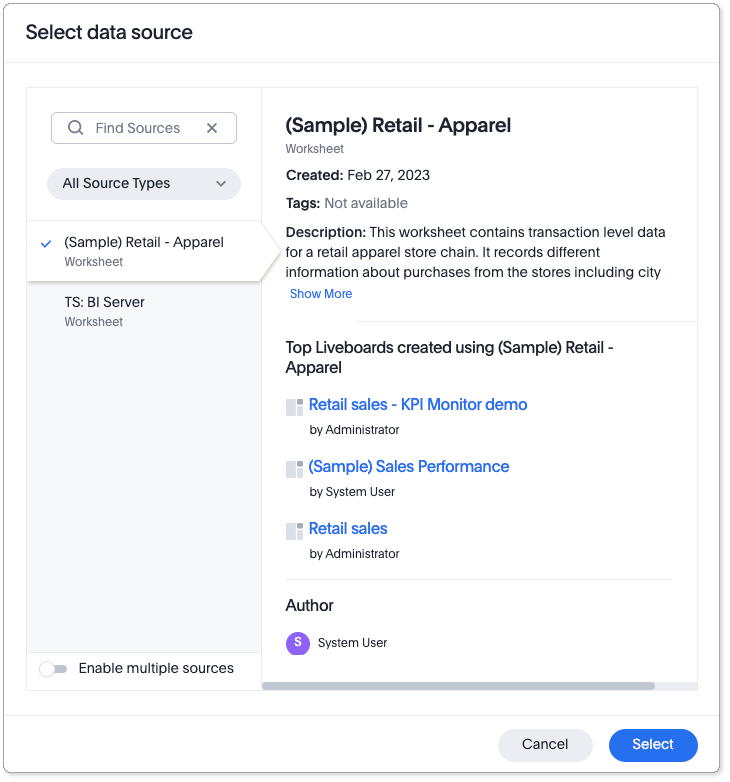 Select data source
Find Sources
All Source Types
(Sample) Retail - Apparel
Worksheet
TS: BI Server
Worksheet
Enable multiple sources
(Sample) Retail - Apparel
Worksheet
Created: Feb 27, 2023
Tags: Not available
Description: This worksheet contains transaction level data
for a retail apparel store chain. It records different
information about purchases from the stores including city
Show More
Top Liveboards created using (Sample) Retail -
Apparel
Retail sales - KPI Monitor demo
by Administrator
(Sample) Sales Performance
by System User
Retail sales
by Administrator
Author
S System User
Cancel Select